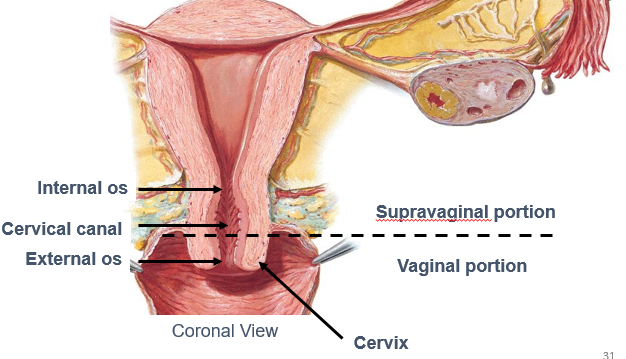 Internal os
Supravaginal portion
Cervical canal
External os
Vaginal portion
Coronal View
Cervix
31